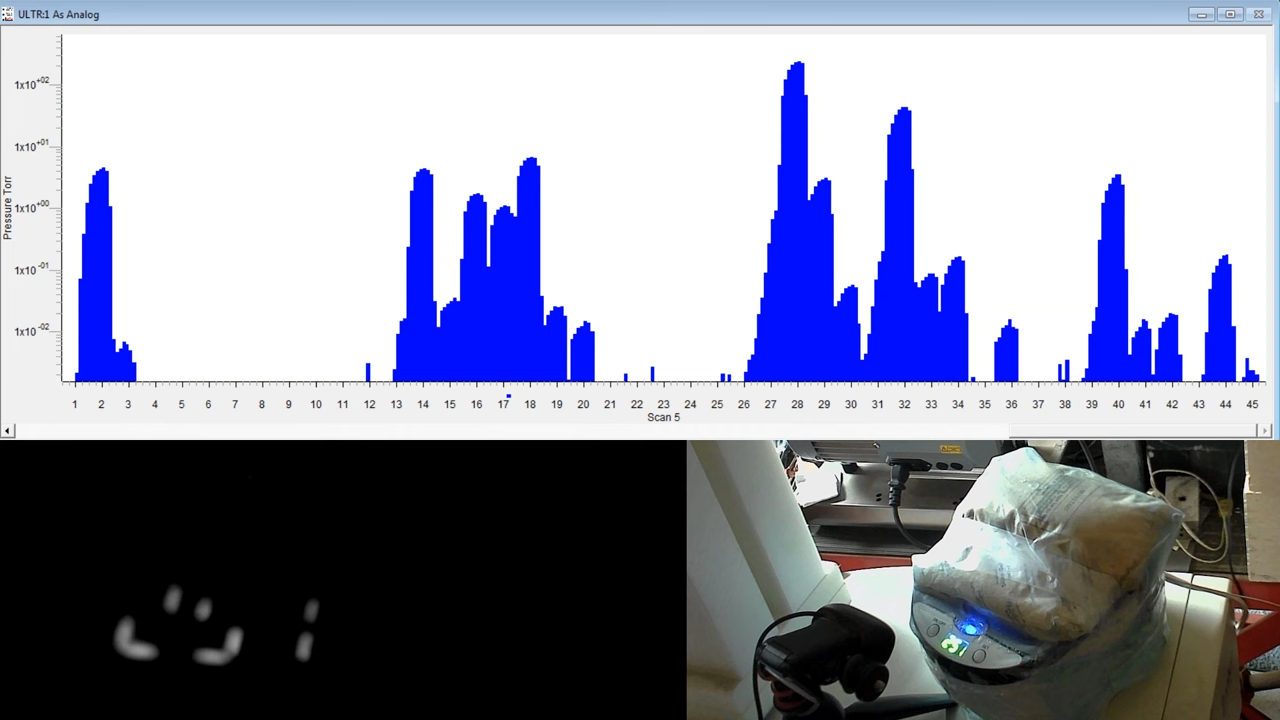 ULTR:1 As Analog
1x10+02
1x10+01
1x10+00
1x10-01
1x10-02
Pressure Torr
1 2 3 4 5 6 7 8 9 10 11 12 13 14 15 16 17 18 19 20 21 22 23 24 25 26 27 28 29 30 31 32 33 34 35 36 37 38 39 40 41 42 43 44 45
Scan 5